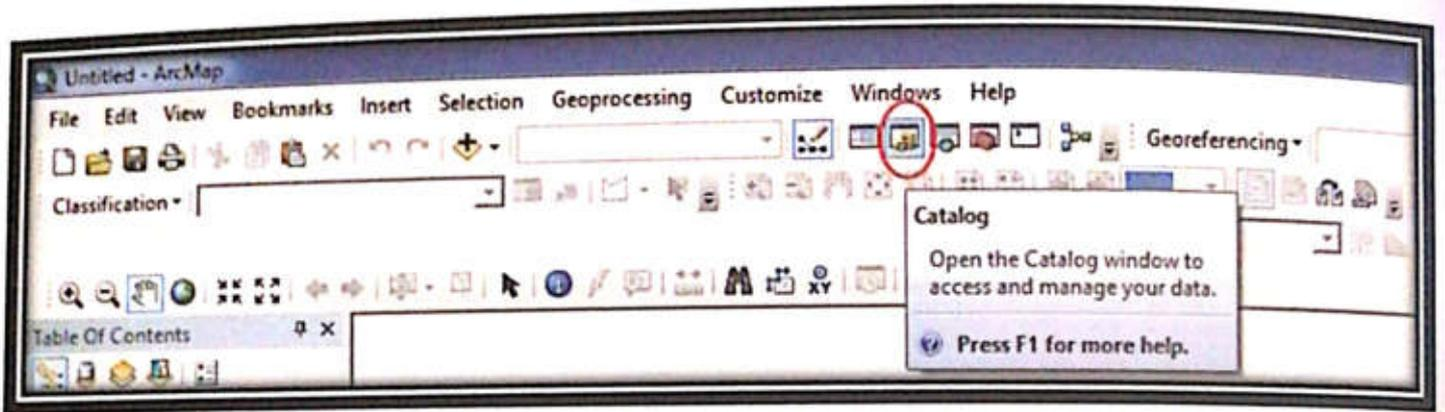 Untitled - ArcMap
File Edit View Bookmarks Insert Selection Geoprocessing Customize Windows Help
Georeferencing
Classification
Catalog
Open the Catalog window to
access and manage your data.
XY
Table Of Contents
Press F1 for more help.